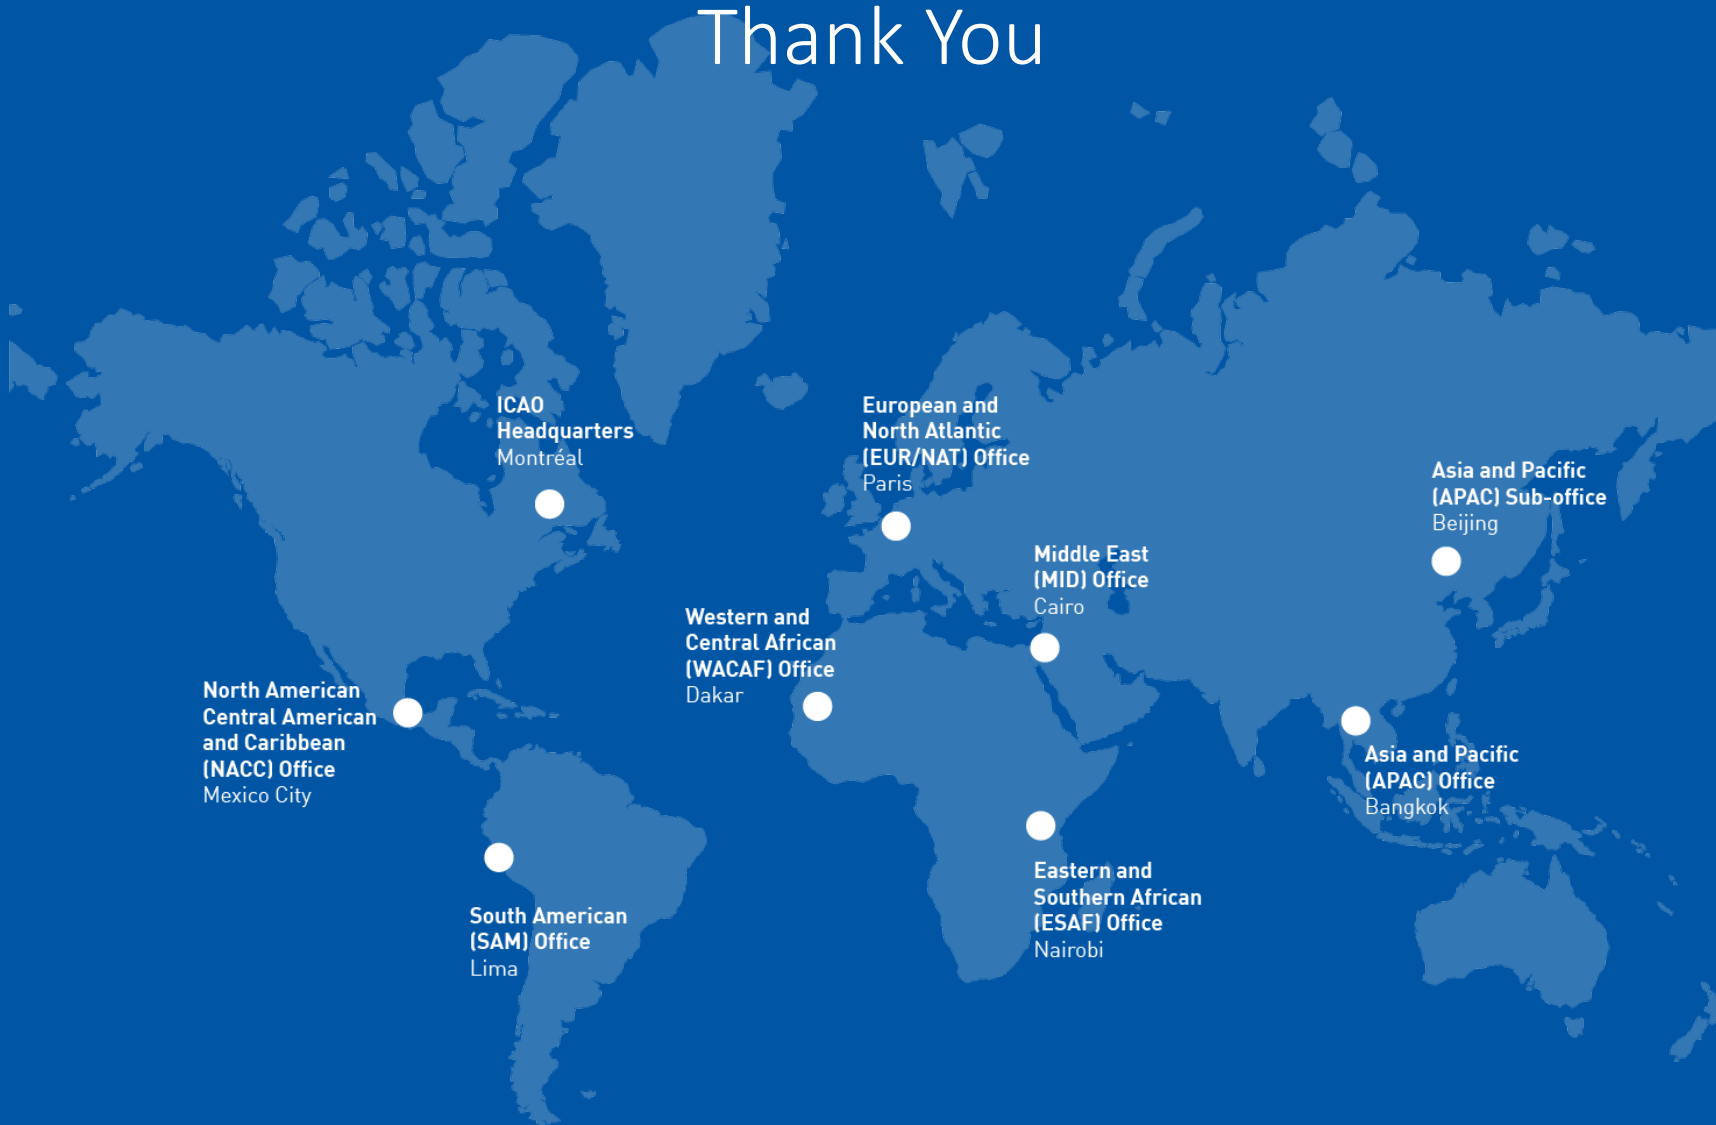 Thank You
ICAO
Headquarters
Montréal
European and
North Atlantic
(EUR/NAT) Office
Paris
Asia and Pacific
(APAC) Sub-office
Beijing
Middle East
(MID) Office
Cairo
Western and
Central African
(WACAF) Office
Dakar
North American
Central American
and Caribbean
(NACC) Office
Mexico City
Asia and Pacific
(APAC) Office
Bangkok
South American
(SAM) Office
Lima
Eastern and
Southern African
(ESAF) Office
Nairobi